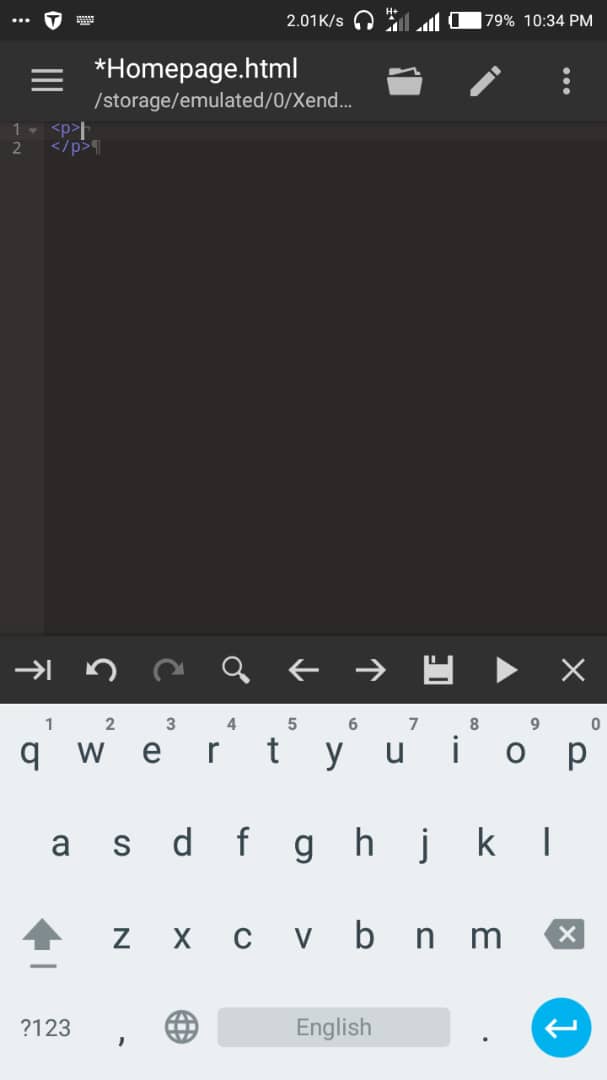 2.01K/s H+ 79% 10:34 PM
*Homepage.html
/storage/emulated/0/Xend...
1 <p>
2 </p>¶
1 2 3 4 5 6 7 8 9 0
q w e r t y u i o p
a s d f g h j k l
z x c v b n m
?123 , English .